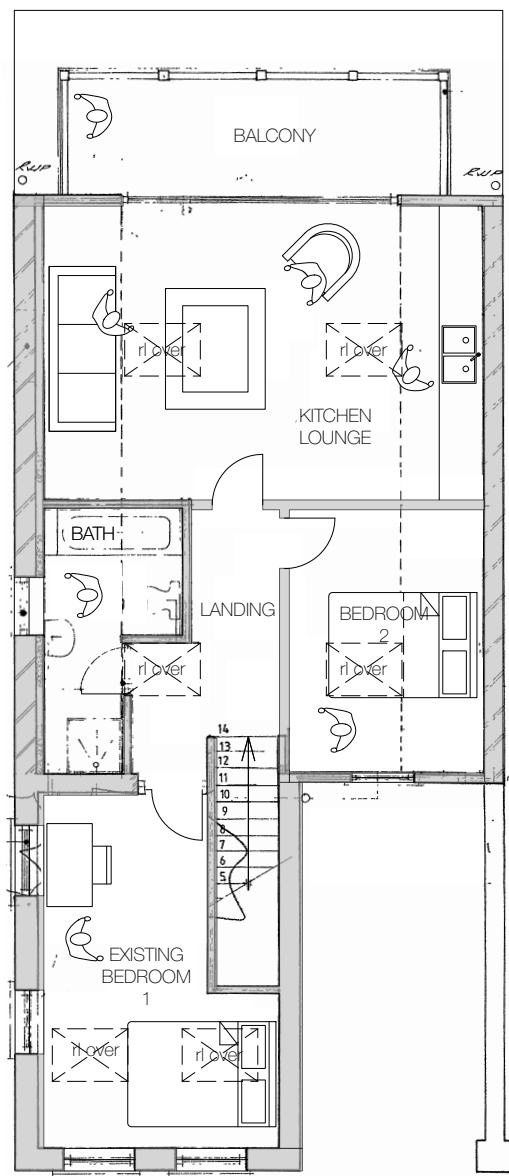 BALCONY
RWP
RWP
rl over
rl over
KITCHEN
LOUNGE
BATH
LANDING
BEDROOM
2
rl over
rl over
14
13
12
11
10
9
8
7
6
5
EXISTING
BEDROOM
1
rl over
rl over